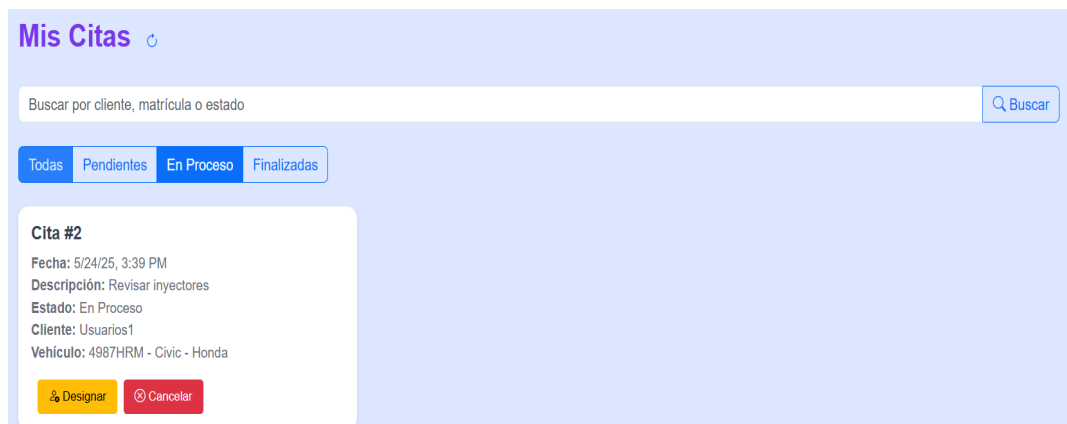 Mis Citas
Buscar por cliente, matrícula o estado
Buscar
Todas Pendientes En Proceso Finalizadas
Cita #2
Fecha: 5/24/25, 3:39 PM
Descripción: Revisar inyectores
Estado: En Proceso
Cliente: Usuarios1
Vehículo: 4987HRM - Civic - Honda
Designar Cancelar